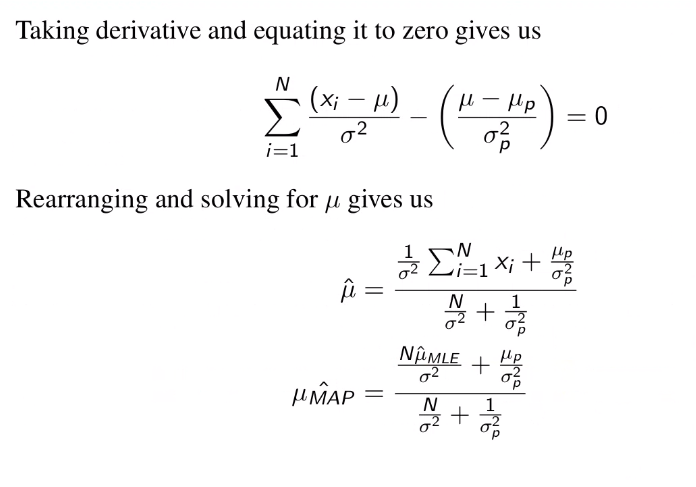 Taking derivative and equating it to zero gives us
$$\sum_{i=1}^{N} \frac{(x_i - \mu)}{\sigma^2} - \left( \frac{\mu - \mu_p}{\sigma_p^2} \right) = 0$$
Rearranging and solving for $\mu$ gives us
$$\hat{\mu} = \frac{\frac{1}{\sigma^2} \sum_{i=1}^{N} x_i + \frac{\mu_p}{\sigma_p^2}}{\frac{N}{\sigma^2} + \frac{1}{\sigma_p^2}}$$
$$\mu_{\hat{MAP}} = \frac{\frac{N\hat{\mu}_{MLE}}{\sigma^2} + \frac{\mu_p}{\sigma_p^2}}{\frac{N}{\sigma^2} + \frac{1}{\sigma_p^2}}$$